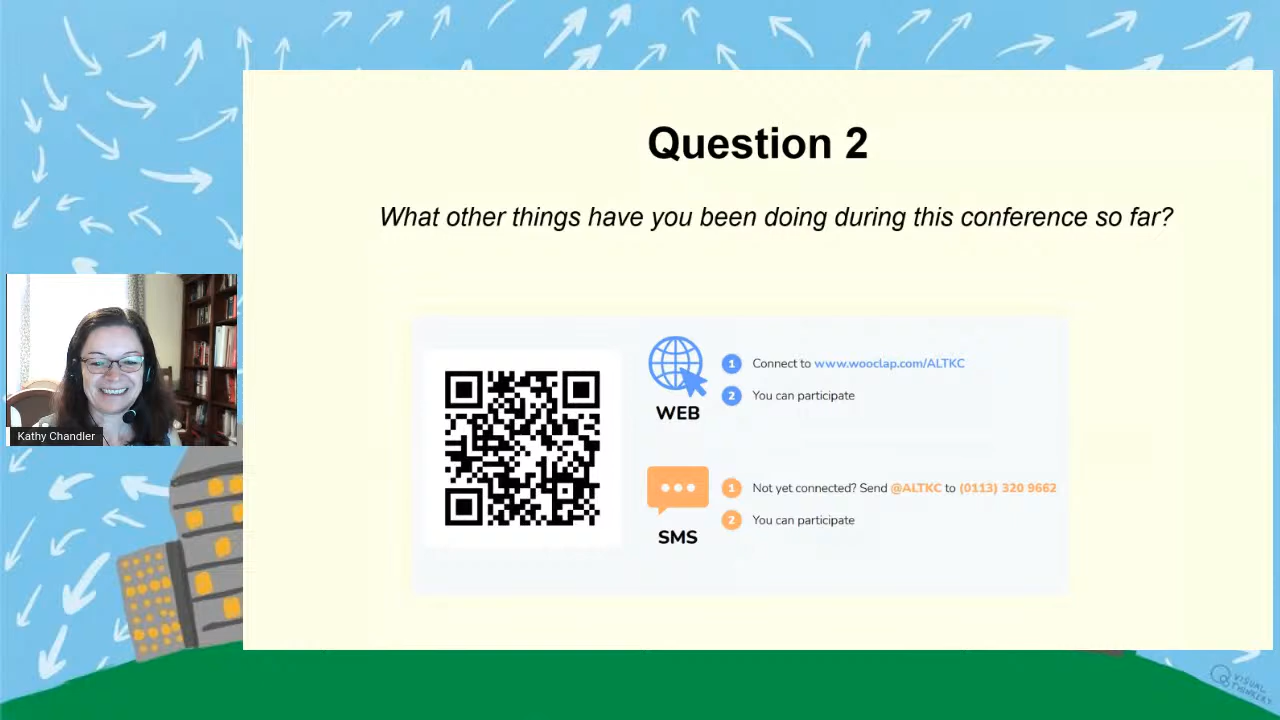 Question 2
What other things have you been doing during this conference so far?
1 Connect to www.wooclap.com/ALTKC
2 You can participate
WEB
1 Not yet connected? Send @ALTKC to (0113) 320 9662
2 You can participate
SMS
Kathy Chandler
VISUAL
THINKERY